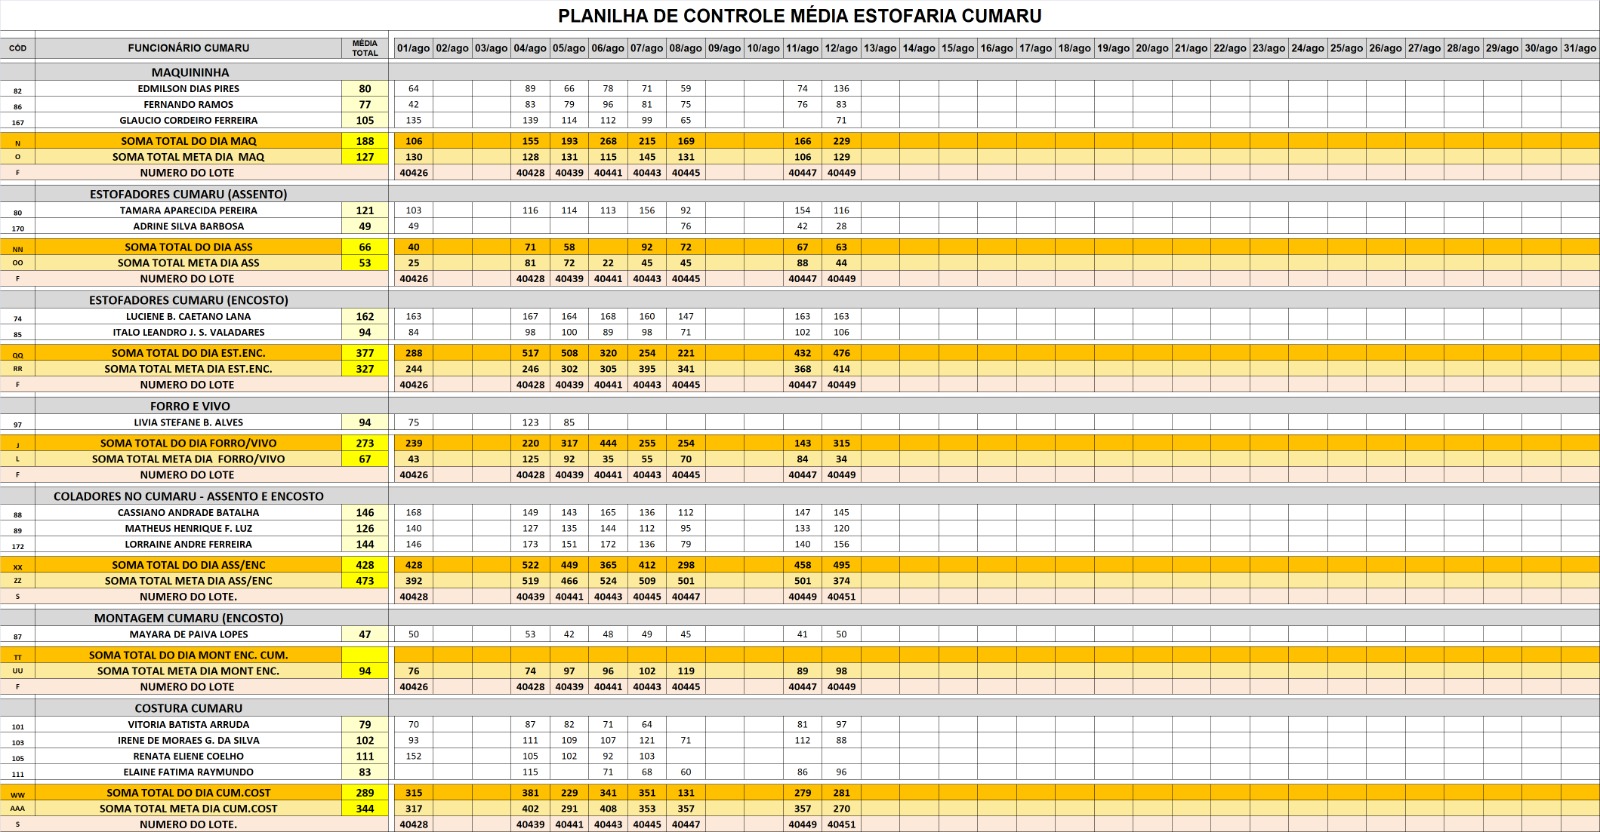 PLANILHA DE CONTROLE MÉDIA ESTOFARIA CUMARU
CÓD FUNCIONÁRIO CUMARU MÉDIA TOTAL 01/ago 02/ago 03/ago 04/ago 05/ago 06/ago 07/ago 08/ago 09/ago 10/ago 11/ago 12/ago 13/ago 14/ago 15/ago 16/ago 17/ago 18/ago 19/ago 20/ago 21/ago 22/ago 23/ago 24/ago 25/ago 26/ago 27/ago 28/ago 29/ago 30/ago 31/ago
MAQUININHA
82 EDMILSON DIAS PIRES 80 64 89 66 78 71 59 74 136
86 FERNANDO RAMOS 77 42 83 79 96 81 75 76 83
167 GLAUCIO CORDEIRO FERREIRA 105 135 139 114 112 99 65 71
N SOMA TOTAL DO DIA MAQ 188 106 155 193 268 215 169 166 229
O SOMA TOTAL META DIA MAQ 127 130 128 131 115 145 131 106 129
F NUMERO DO LOTE 40426 40428 40439 40441 40443 40445 40447 40449
ESTOFADORES CUMARU (ASSENTO)
80 TAMARA APARECIDA PEREIRA 121 103 116 114 113 156 92 154 116
170 ADRINE SILVA BARBOSA 49 49 76 42 28
NN SOMA TOTAL DO DIA ASS 66 40 71 58 92 72 67 63
OO SOMA TOTAL META DIA ASS 53 25 81 72 22 45 45 88 44
F NUMERO DO LOTE 40426 40428 40439 40441 40443 40445 40447 40449
ESTOFADORES CUMARU (ENCOSTO)
74 LUCIENE B. CAETANO LANA 162 163 167 164 168 160 147 163 163
85 ITALO LEANDRO J. S. VALADARES 94 84 98 100 89 98 71 102 106
QQ SOMA TOTAL DO DIA EST.ENC. 377 288 517 508 320 254 221 432 476
RR SOMA TOTAL META DIA EST.ENC. 327 244 246 302 305 395 341 368 414
F NUMERO DO LOTE 40426 40428 40439 40441 40443 40445 40447 40449
FORRO E VIVO
97 LIVIA STEFANE B. ALVES 94 75 123 85
J SOMA TOTAL DO DIA FORRO/VIVO 273 239 220 317 444 255 254 143 315
L SOMA TOTAL META DIA FORRO/VIVO 67 43 125 92 35 55 70 84 34
F NUMERO DO LOTE 40426 40428 40439 40441 40443 40445 40447 40449
COLADORES NO CUMARU - ASSENTO E ENCOSTO
88 CASSIANO ANDRADE BATALHA 146 168 149 143 165 136 112 147 145
89 MATHEUS HENRIQUE F. LUZ 126 140 127 135 144 112 95 133 120
172 LORRAINE ANDRE FERREIRA 144 146 173 151 172 136 79 140 156
XX SOMA TOTAL DO DIA ASS/ENC 428 428 522 449 365 412 298 458 495
ZZ SOMA TOTAL META DIA ASS/ENC 473 392 519 466 524 509 501 501 374
S NUMERO DO LOTE. 40428 40439 40441 40443 40445 40447 40449 40451
MONTAGEM CUMARU (ENCOSTO)
87 MAYARA DE PAIVA LOPES 47 50 53 42 48 49 45 41 50
TT SOMA TOTAL DO DIA MONT ENC. CUM.
UU SOMA TOTAL META DIA MONT ENC. 94 76 74 97 96 102 119 89 98
F NUMERO DO LOTE 40426 40428 40439 40441 40443 40445 40447 40449
COSTURA CUMARU
101 VITORIA BATISTA ARRUDA 79 70 87 82 71 64 81 97
103 IRENE DE MORAES G. DA SILVA 102 93 111 109 107 121 71 112 88
105 RENATA ELIENE COELHO 111 152 105 102 92 103
111 ELAINE FATIMA RAYMUNDO 83 115 71 68 60 86 96
WW SOMA TOTAL DO DIA CUM.COST 289 315 381 229 341 351 131 279 281
AAA SOMA TOTAL META DIA CUM.COST 344 317 402 291 408 353 357 357 270
S NUMERO DO LOTE. 40428 40439 40441 40443 40445 40447 40449 40451